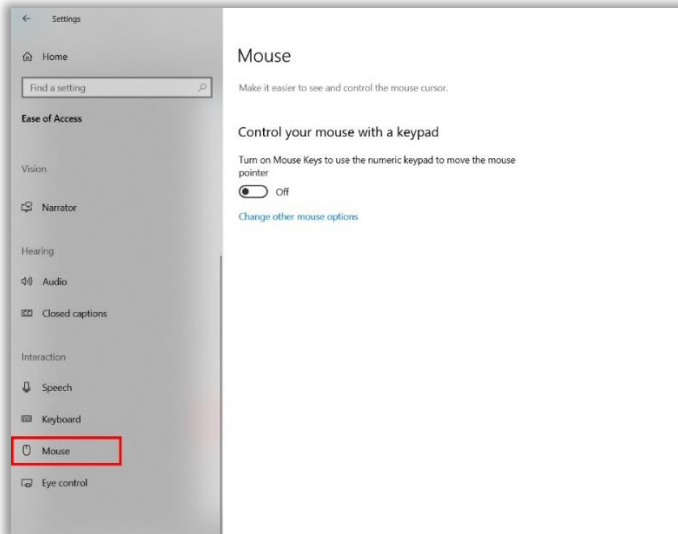 Settings
Home
Find a setting
Ease of Access
Vision
Narrator
Hearing
Audio
Closed captions
Interaction
Speech
Keyboard
Mouse
Eye control
Mouse
Make it easier to see and control the mouse cursor.
Control your mouse with a keypad
Turn on Mouse Keys to use the numeric keypad to move the mouse
pointer
Off
Change other mouse options